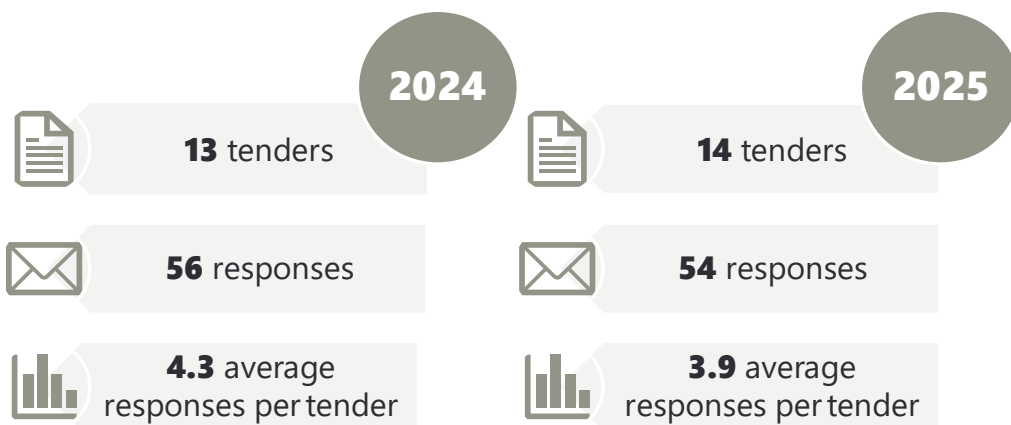 2024
13 tenders
56 responses
4.3 average
responses per tender
2025
14 tenders
54 responses
3.9 average
responses per tender